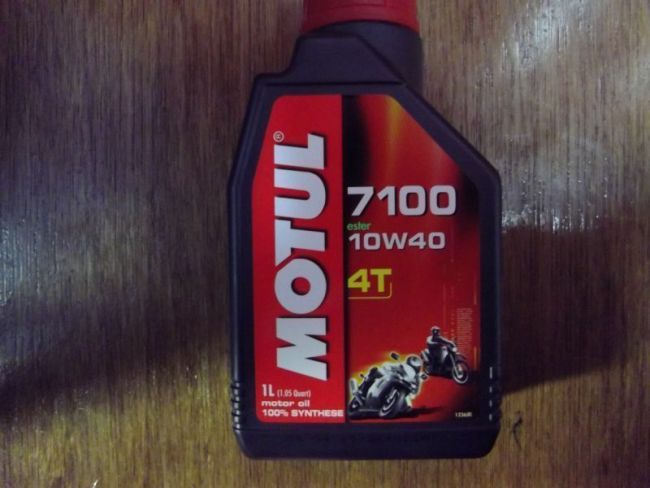 MOTUL®
7100
ester
10W40
4T
1L (1.05 Quart)
motor oil
100% SYNTHESE